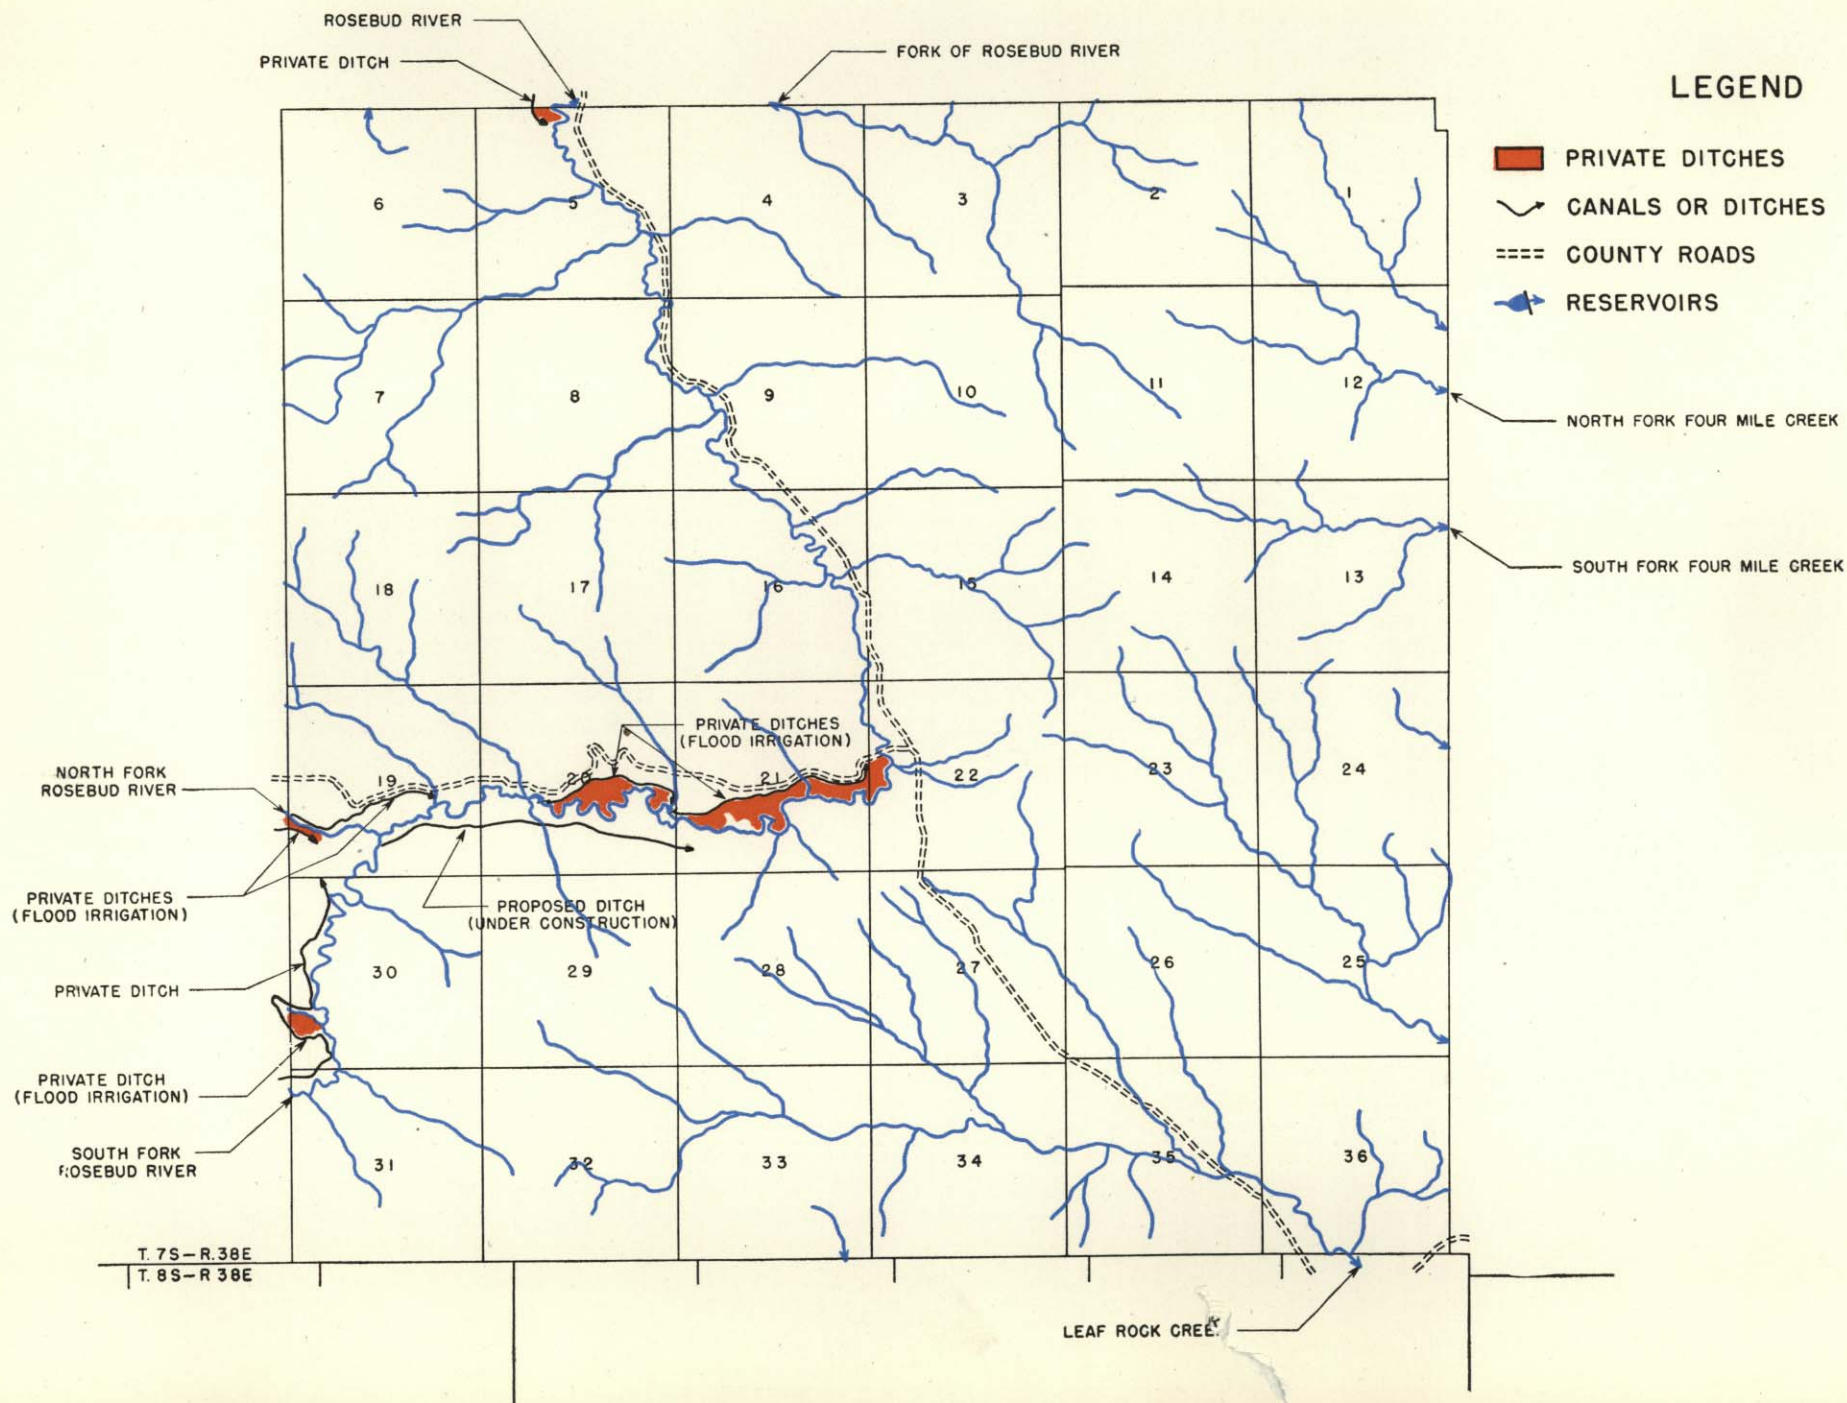 ROSEBUD RIVER
PRIVATE DITCH
FORK OF ROSEBUD RIVER
LEGEND
PRIVATE DITCHES
CANALS OR DITCHES
COUNTY ROADS
RESERVOIRS
6 5 4 3 2 1
7 8 9 10 11 12
NORTH FORK FOUR MILE CREEK
18 17 16 15 14 13
SOUTH FORK FOUR MILE CREEK
PRIVATE DITCHES
(FLOOD IRRIGATION)
19 20 21 22 23 24
NORTH FORK
ROSEBUD RIVER
PRIVATE DITCHES
(FLOOD IRRIGATION)
PROPOSED DITCH
(UNDER CONSTRUCTION)
30 29 28 27 26 25
PRIVATE DITCH
PRIVATE DITCH
(FLOOD IRRIGATION)
SOUTH FORK
ROSEBUD RIVER
31 32 33 34 35 36
T. 7S-R.38E
T. 8S-R 38E
LEAF ROCK CREEK